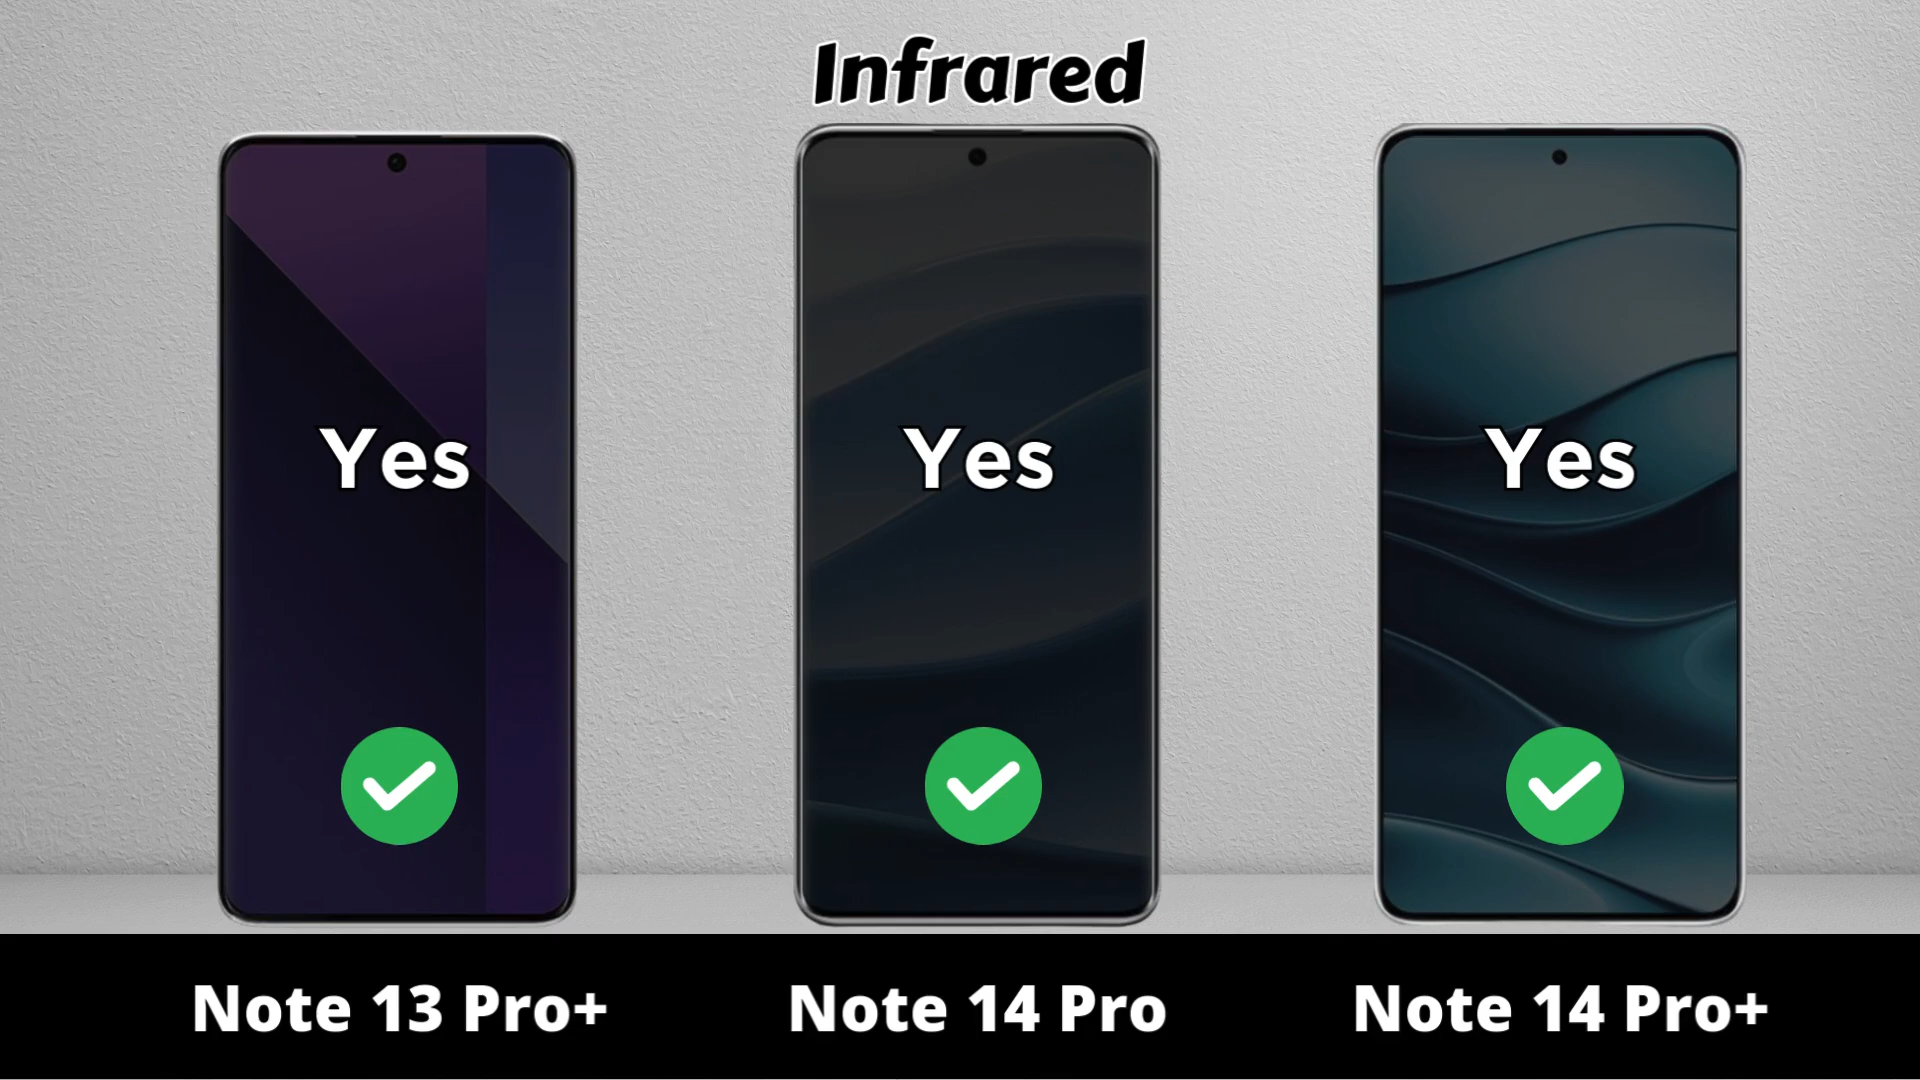 Infrared
Yes
Yes
Yes
Note 13 Pro+
Note 14 Pro
Note 14 Pro+